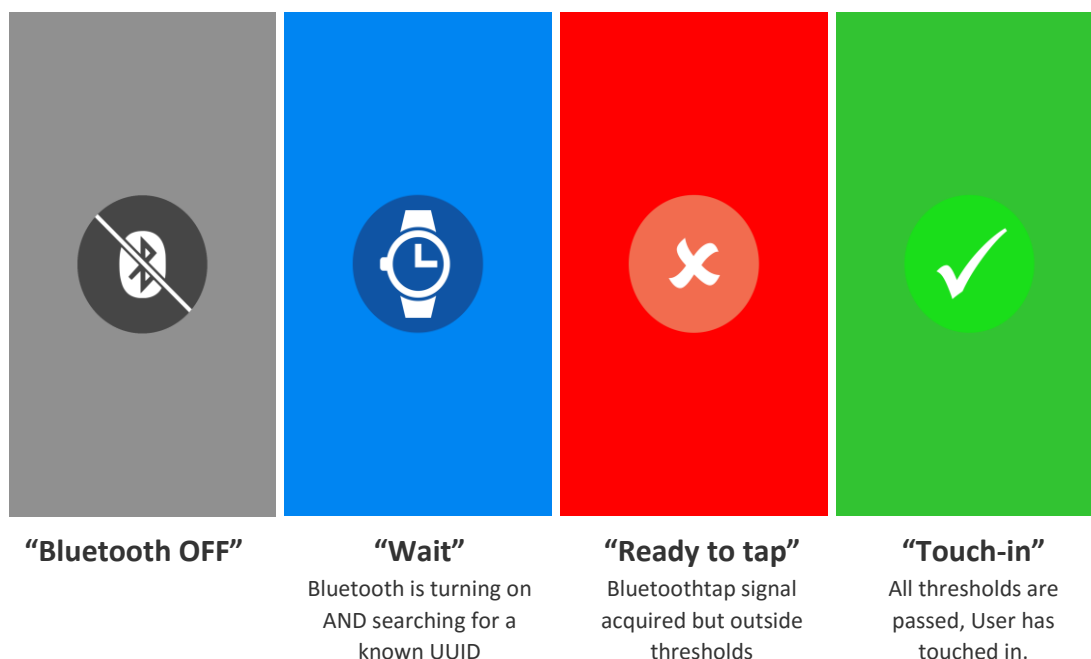 “Bluetooth OFF”
“Wait”
Bluetooth is turning on
AND searching for a
known UUID
“Ready to tap”
Bluetoothtap signal
acquired but outside
thresholds
“Touch-in”
All thresholds are
passed, User has
touched in.